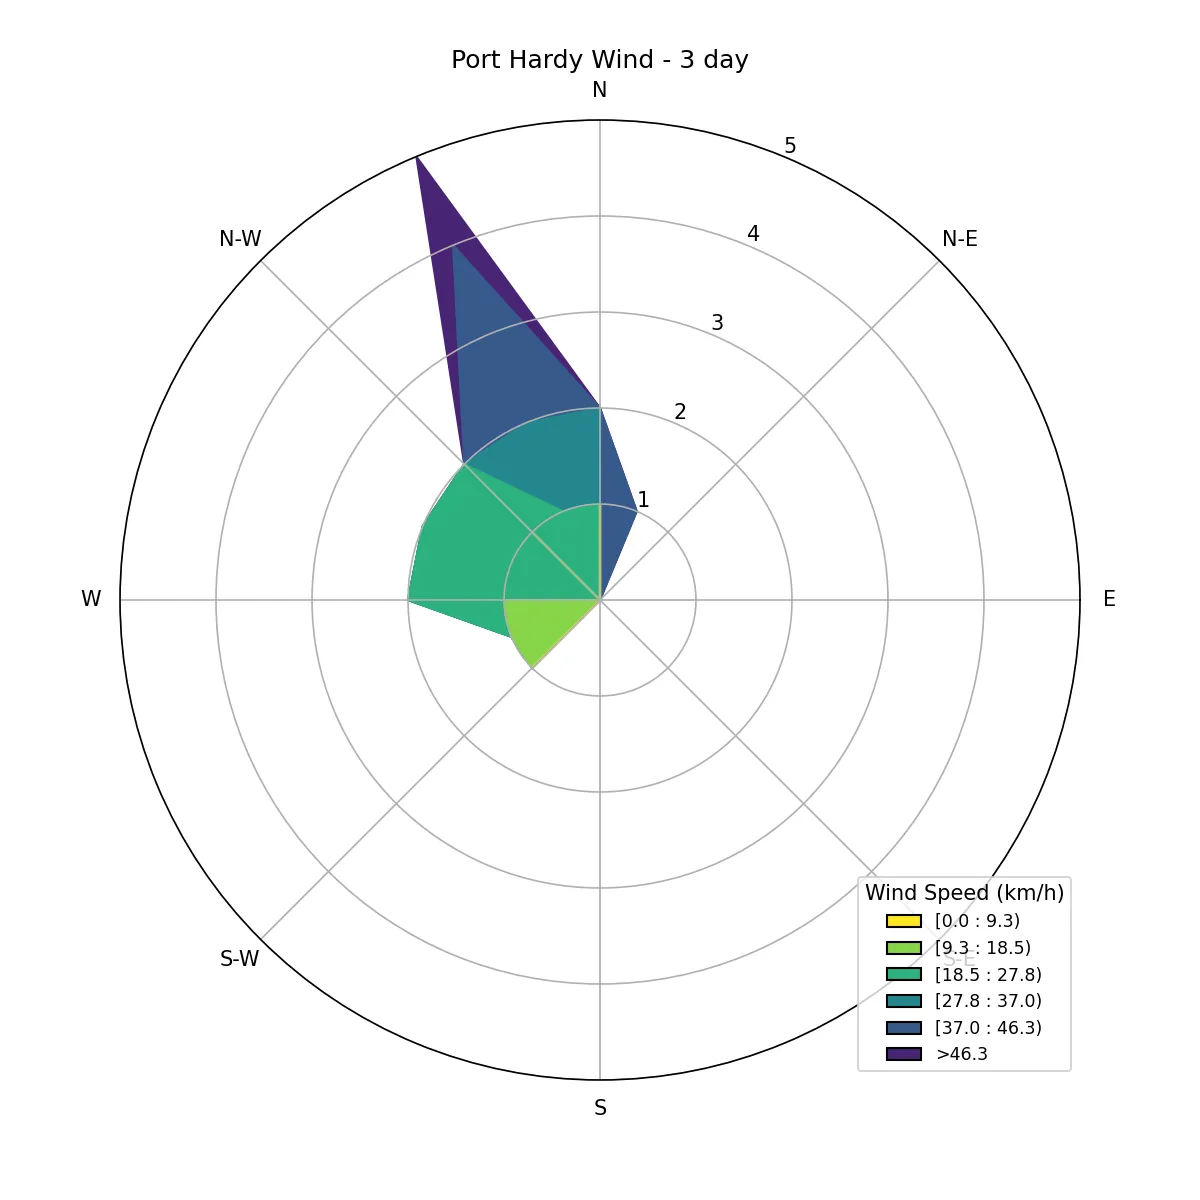 Port Hardy Wind - 3 day
N
5
N-W
4
N-E
3
2
1
W
E
Wind Speed (km/h)
[0.0 : 9.3)
[9.3 : 18.5)
S-W
S-E
[18.5 : 27.8)
[27.8 : 37.0)
[37.0 : 46.3)
>46.3
S